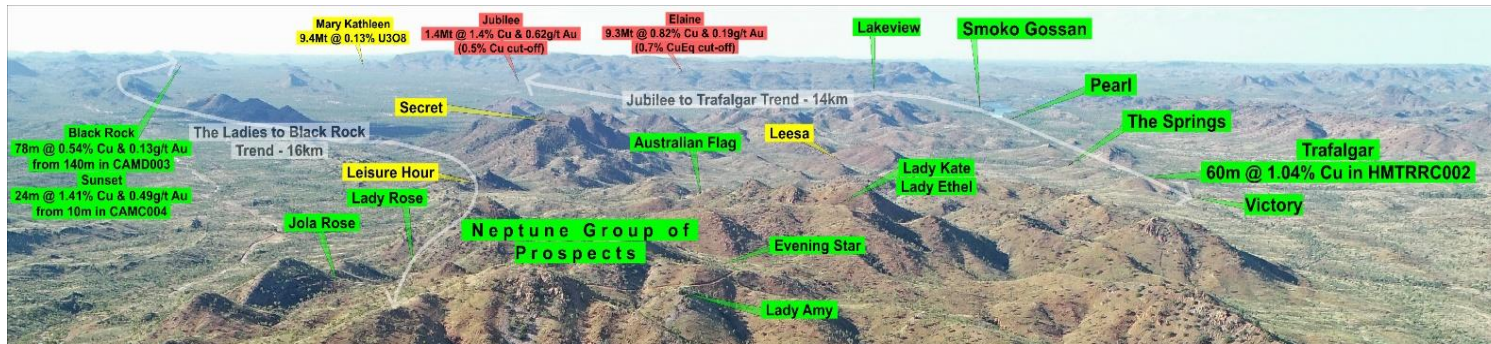 Mary Kathleen
9.4Mt @ 0.13% U3O8
Jubilee
1.4Mt @ 1.4% Cu & 0.62g/t Au
(0.5% Cu cut-off)
Elaine
9.3Mt @ 0.82% Cu & 0.19g/t Au
(0.7% CuEq cut-off)
Lakeview
Smoko Gossan
Jubilee to Trafalgar Trend - 14km
Pearl
Secret
The Springs
Black Rock
78m @ 0.54% Cu & 0.13g/t Au
from 140m in CAMD003
Sunset
24m @ 1.41% Cu & 0.49g/t Au
from 10m in CAMC004
The Ladies to Black Rock
Trend - 16km
Australian Flag
Leesa
Trafalgar
60m @ 1.04% Cu in HMTRRC002
Leisure Hour
Lady Rose
Lady Kate
Lady Ethel
Victory
Jola Rose
Neptune Group of
Prospects
Evening Star
Lady Amy